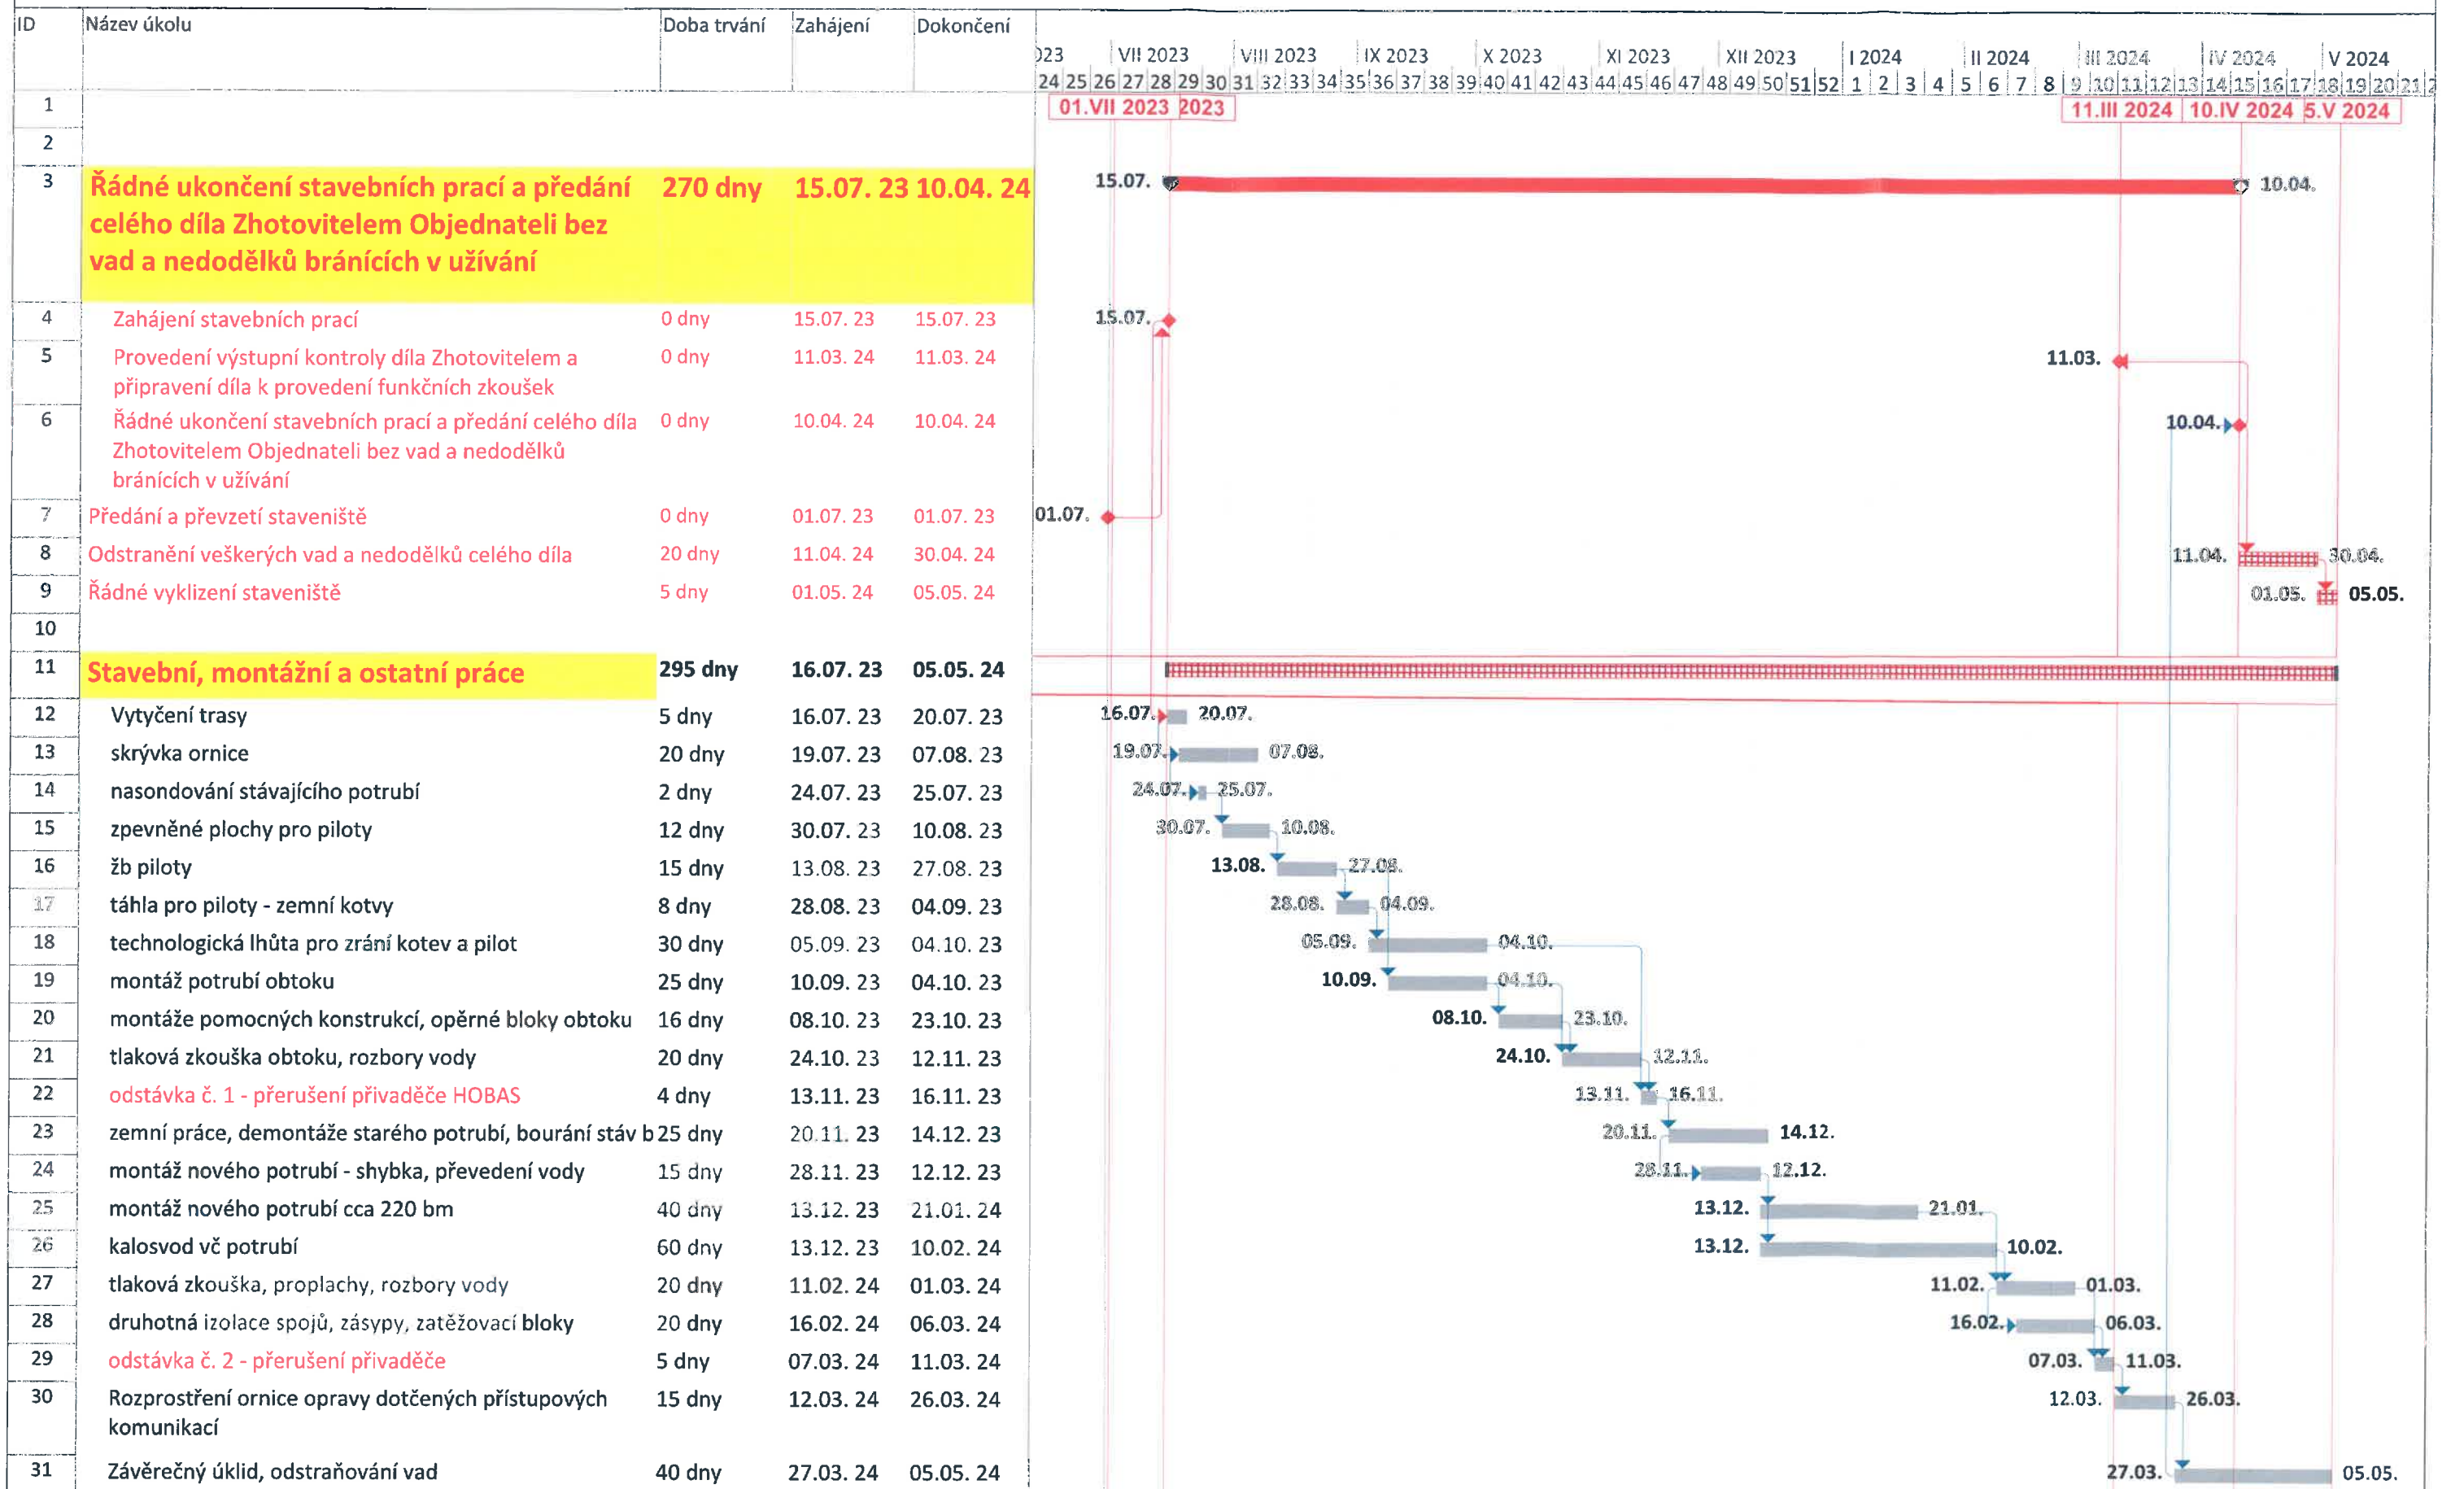 ID Název úkolu Doba trvání Zahájení Dokončení
023 VII 2023 VIII 2023 IX 2023 X 2023 XI 2023 XII 2023 I 2024 II 2024 III 2024 IV 2024 V 2024
24 25 26 27 28 29 30 31 32 33 34 35 36 37 38 39 40 41 42 43 44 45 46 47 48 49 50 51 52 1 2 3 4 5 6 7 8 9 10 11 12 13 14 15 16 17 18 19 20 21 2
1 01.VII 2023 2023 11.III 2024 10.IV 2024 5.V 2024
2
3 Řádné ukončení stavebních prací a předání 270 dny 15.07. 23 10.04. 24 15.07. 10.04.
celého díla Zhotovitelem Objednateli bez
vad a nedodělků bránících v užívání
4 Zahájení stavebních prací 0 dny 15.07. 23 15.07. 23 15.07.
5 Provedení výstupní kontroly díla Zhotovitelem a 0 dny 11.03. 24 11.03. 24 11.03.
připravení díla k provedení funkčních zkoušek
6 Řádné ukončení stavebních prací a předání celého díla 0 dny 10.04. 24 10.04. 24 10.04.
Zhotovitelem Objednateli bez vad a nedodělků
bránících v užívání
7 Předání a převzetí staveniště 0 dny 01.07. 23 01.07. 23 01.07.
8 Odstranění veškerých vad a nedodělků celého díla 20 dny 11.04. 24 30.04. 24 11.04. 30.04.
9 Řádné vyklizení staveniště 5 dny 01.05. 24 05.05. 24 01.05. 05.05.
10
11 Stavební, montážní a ostatní práce 295 dny 16.07. 23 05.05. 24
12 Vytyčení trasy 5 dny 16.07. 23 20.07. 23 16.07. 20.07.
13 skrývka ornice 20 dny 19.07. 23 07.08. 23 19.07. 07.08.
14 nasondování stávajícího potrubí 2 dny 24.07. 23 25.07. 23 24.07. 25.07.
15 zpevněné plochy pro piloty 12 dny 30.07. 23 10.08. 23 30.07. 10.08.
16 žb piloty 15 dny 13.08. 23 27.08. 23 13.08. 27.08.
17 táhla pro piloty - zemní kotvy 8 dny 28.08. 23 04.09. 23 28.08. 04.09.
18 technologická lhůta pro zrání kotev a pilot 30 dny 05.09. 23 04.10. 23 05.09. 04.10.
19 montáž potrubí obtoku 25 dny 10.09. 23 04.10. 23 10.09. 04.10.
20 montáže pomocných konstrukcí, opěrné bloky obtoku 16 dny 08.10. 23 23.10. 23 08.10. 23.10.
21 tlaková zkouška obtoku, rozbory vody 20 dny 24.10. 23 12.11. 23 24.10. 12.11.
22 odstávka č. 1 - přerušení přivaděče HOBAS 4 dny 13.11. 23 16.11. 23 13.11. 16.11.
23 zemní práce, demontáže starého potrubí, bourání stáv b 25 dny 20.11. 23 14.12. 23 20.11. 14.12.
24 montáž nového potrubí - shybka, převedení vody 15 dny 28.11. 23 12.12. 23 28.11. 12.12.
25 montáž nového potrubí cca 220 bm 40 dny 13.12. 23 21.01. 24 13.12. 21.01.
26 kalosvod vč potrubí 60 dny 13.12. 23 10.02. 24 13.12. 10.02.
27 tlaková zkouška, proplachy, rozbory vody 20 dny 11.02. 24 01.03. 24 11.02. 01.03.
28 druhotná izolace spojů, zásypy, zatěžovací bloky 20 dny 16.02. 24 06.03. 24 16.02. 06.03.
29 odstávka č. 2 - přerušení přivaděče 5 dny 07.03. 24 11.03. 24 07.03. 11.03.
30 Rozprostření ornice opravy dotčených přístupových 15 dny 12.03. 24 26.03. 24 12.03. 26.03.
komunikací
31 Závěrečný úklid, odstraňování vad 40 dny 27.03. 24 05.05. 24 27.03. 05.05.